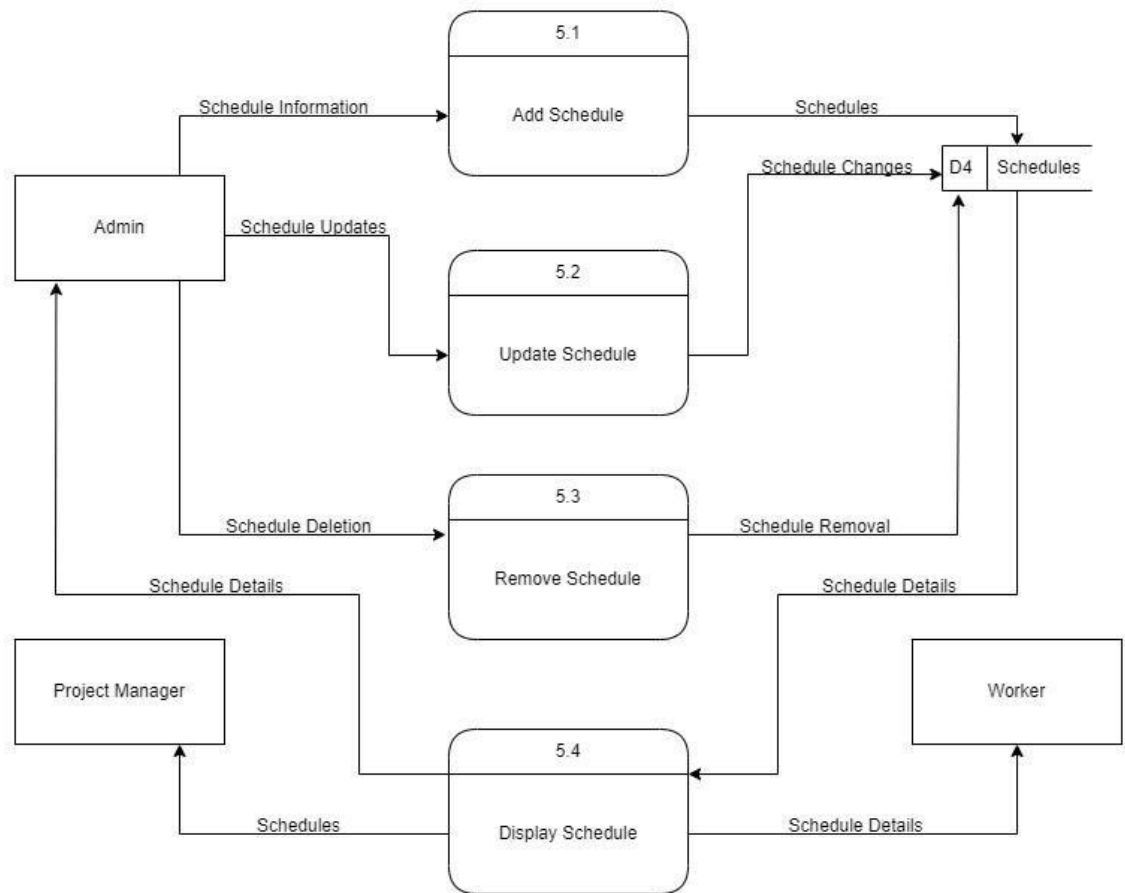 5.1
Schedule Information
Add Schedule
Schedules
Schedule Changes
D4
Schedules
Admin
Schedule Updates
5.2
Update Schedule
5.3
Schedule Deletion
Schedule Removal
Remove Schedule
Schedule Details
Schedule Details
Project Manager
Worker
5.4
Schedules
Display Schedule
Schedule Details